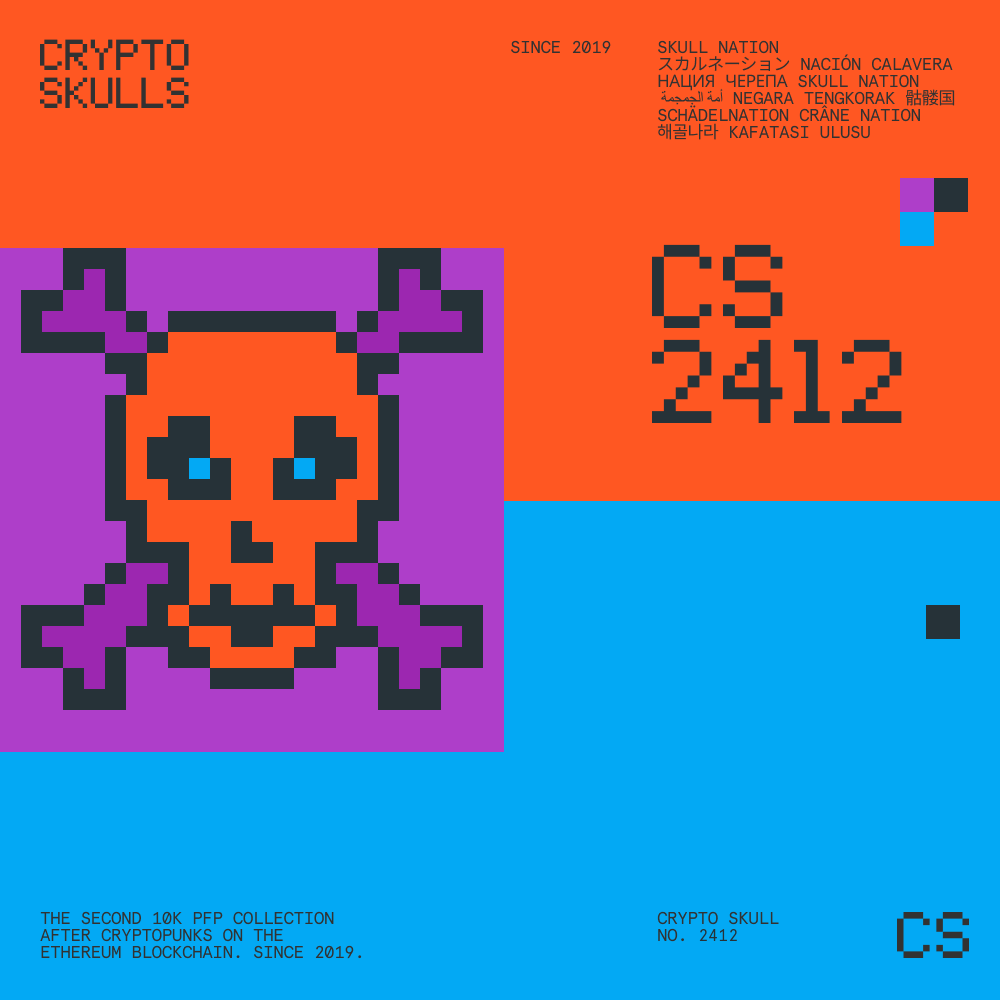 CRYPTO
SKULLS
SINCE 2019
SKULL NATION
スカルネーション NACIÓN CALAVERA
НАЦИЯ ЧЕРЕПА SKULL NATION
أمة الجمجمة NEGARA TENGKORAK 骷髅国
SCHÄDELNATION CRÂNE NATION
해골나라 KAFATASI ULUSU
CS
2412
THE SECOND 10K PFP COLLECTION
AFTER CRYPTOPUNKS ON THE
ETHEREUM BLOCKCHAIN. SINCE 2019.
CRYPTO SKULL
NO. 2412
CS